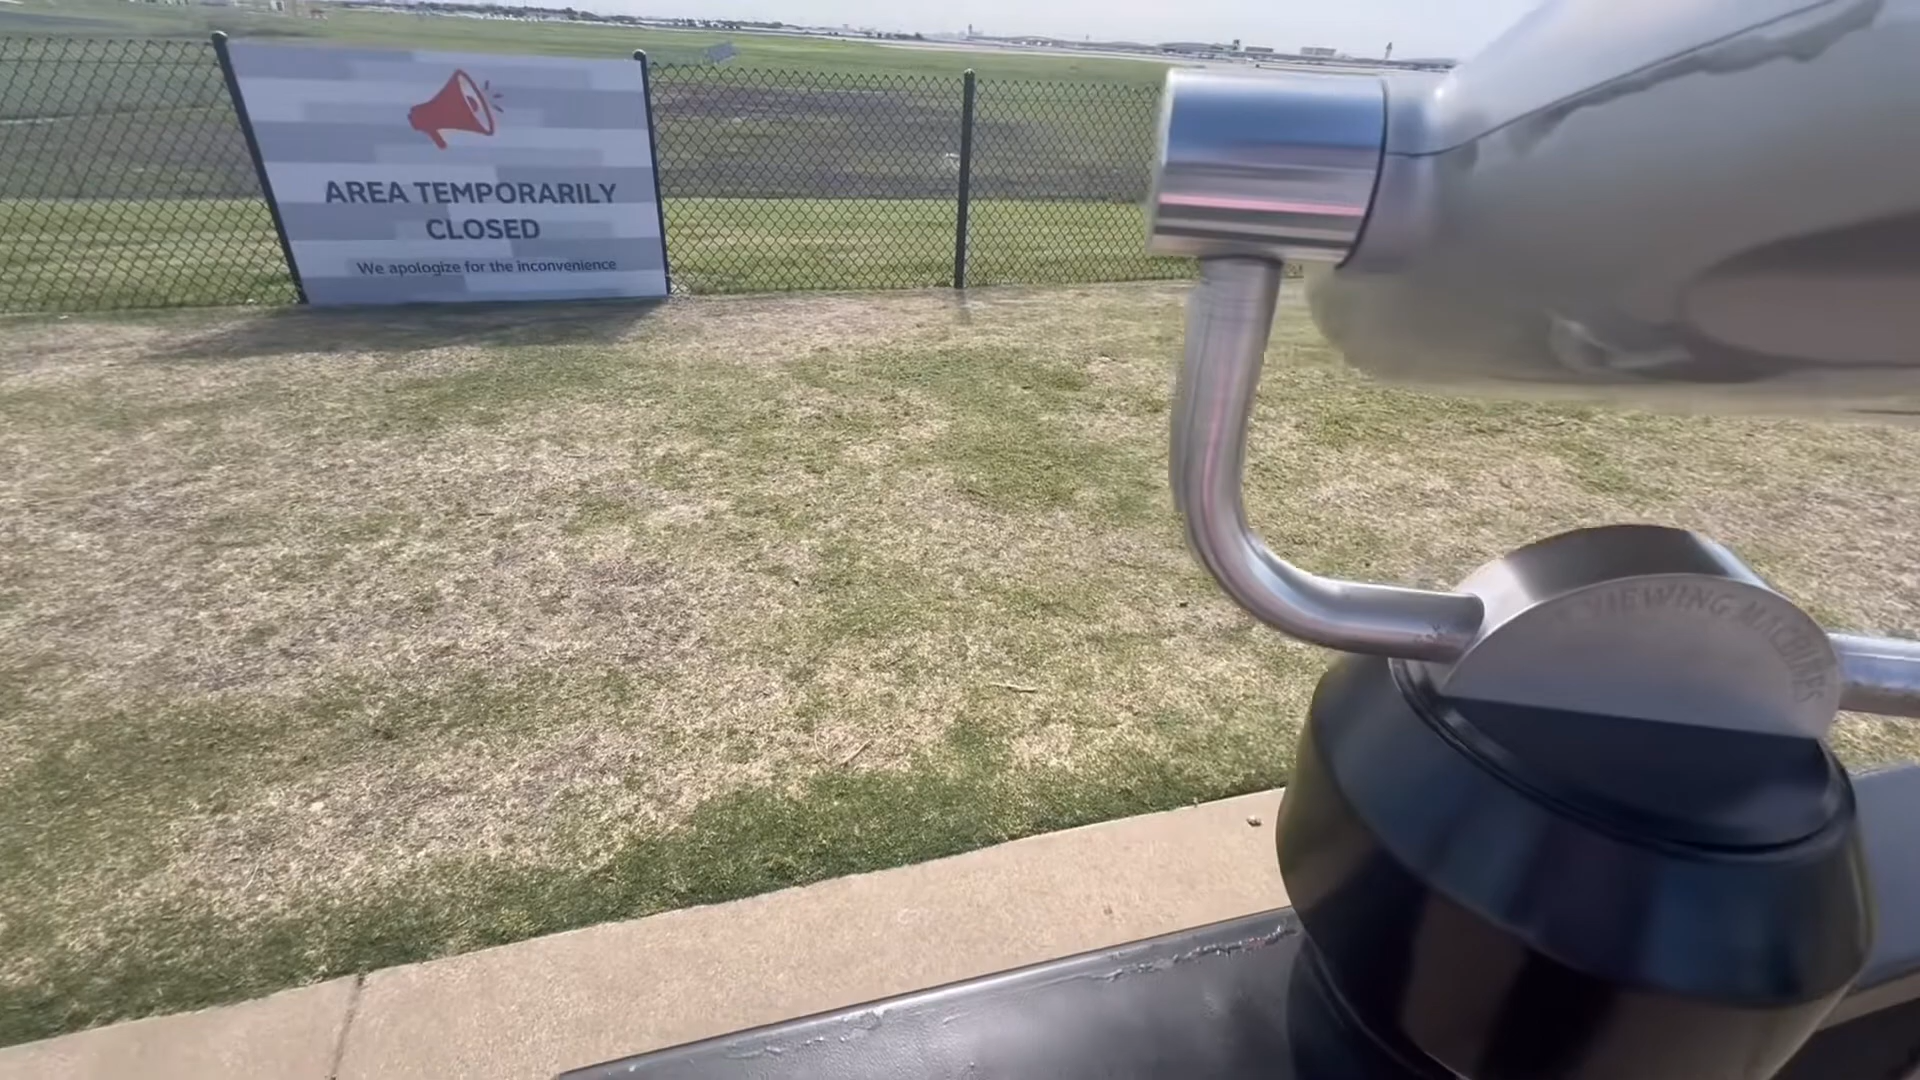 AREA TEMPORARILY
CLOSED
We apologize for the inconvenience
VIEWING MACHINES